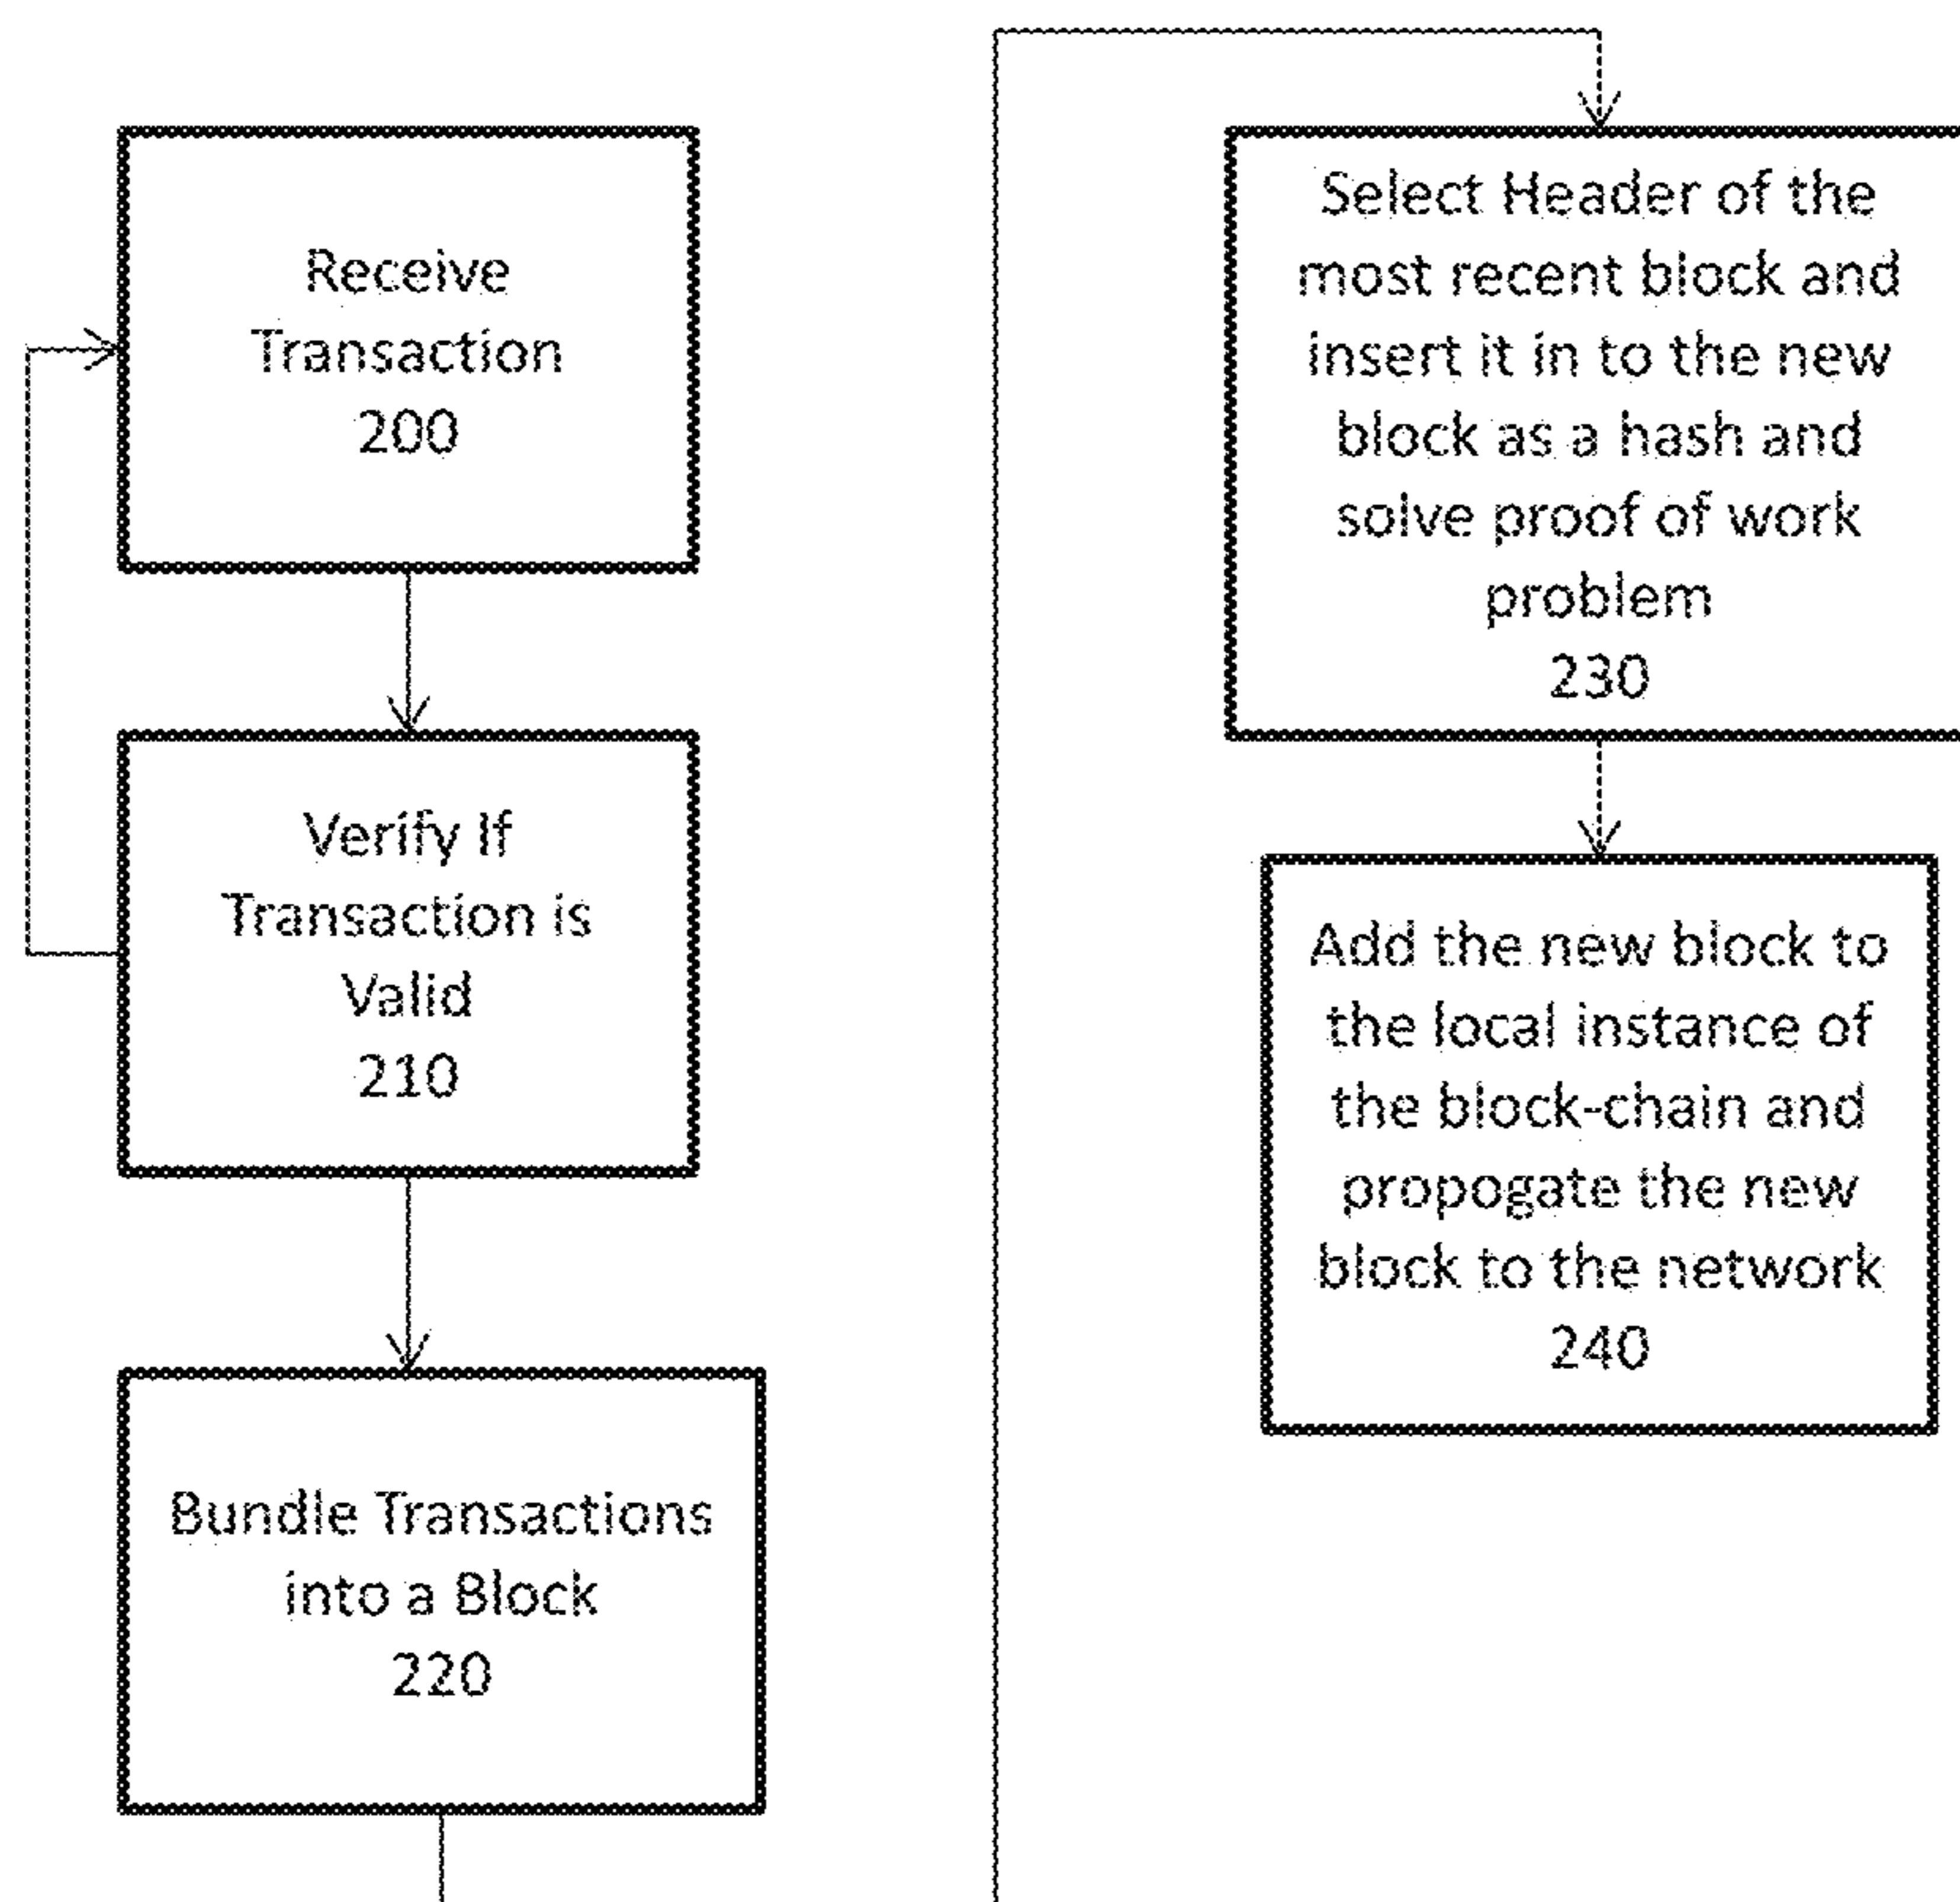 Receive
Transaction
200
Verify If
Transaction is
Valid
210
Bundle Transactions
into a Block
220
Select Header of the
most recent block and
insert it in to the new
block as a hash and
solve proof of work
problem
230
Add the new block to
the local instance of
the block-chain and
propogate the new
block to the network
240